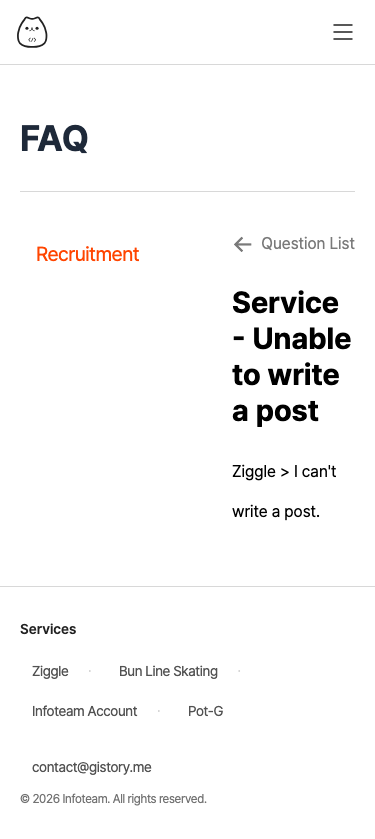 FAQ
Recruitment
Question List
Service
- Unable
to write
a post
Ziggle > I can't
write a post.
Services
Ziggle · Bun Line Skating ·
Infoteam Account · Pot-G
contact@gistory.me
© 2026 Infoteam. All rights reserved.